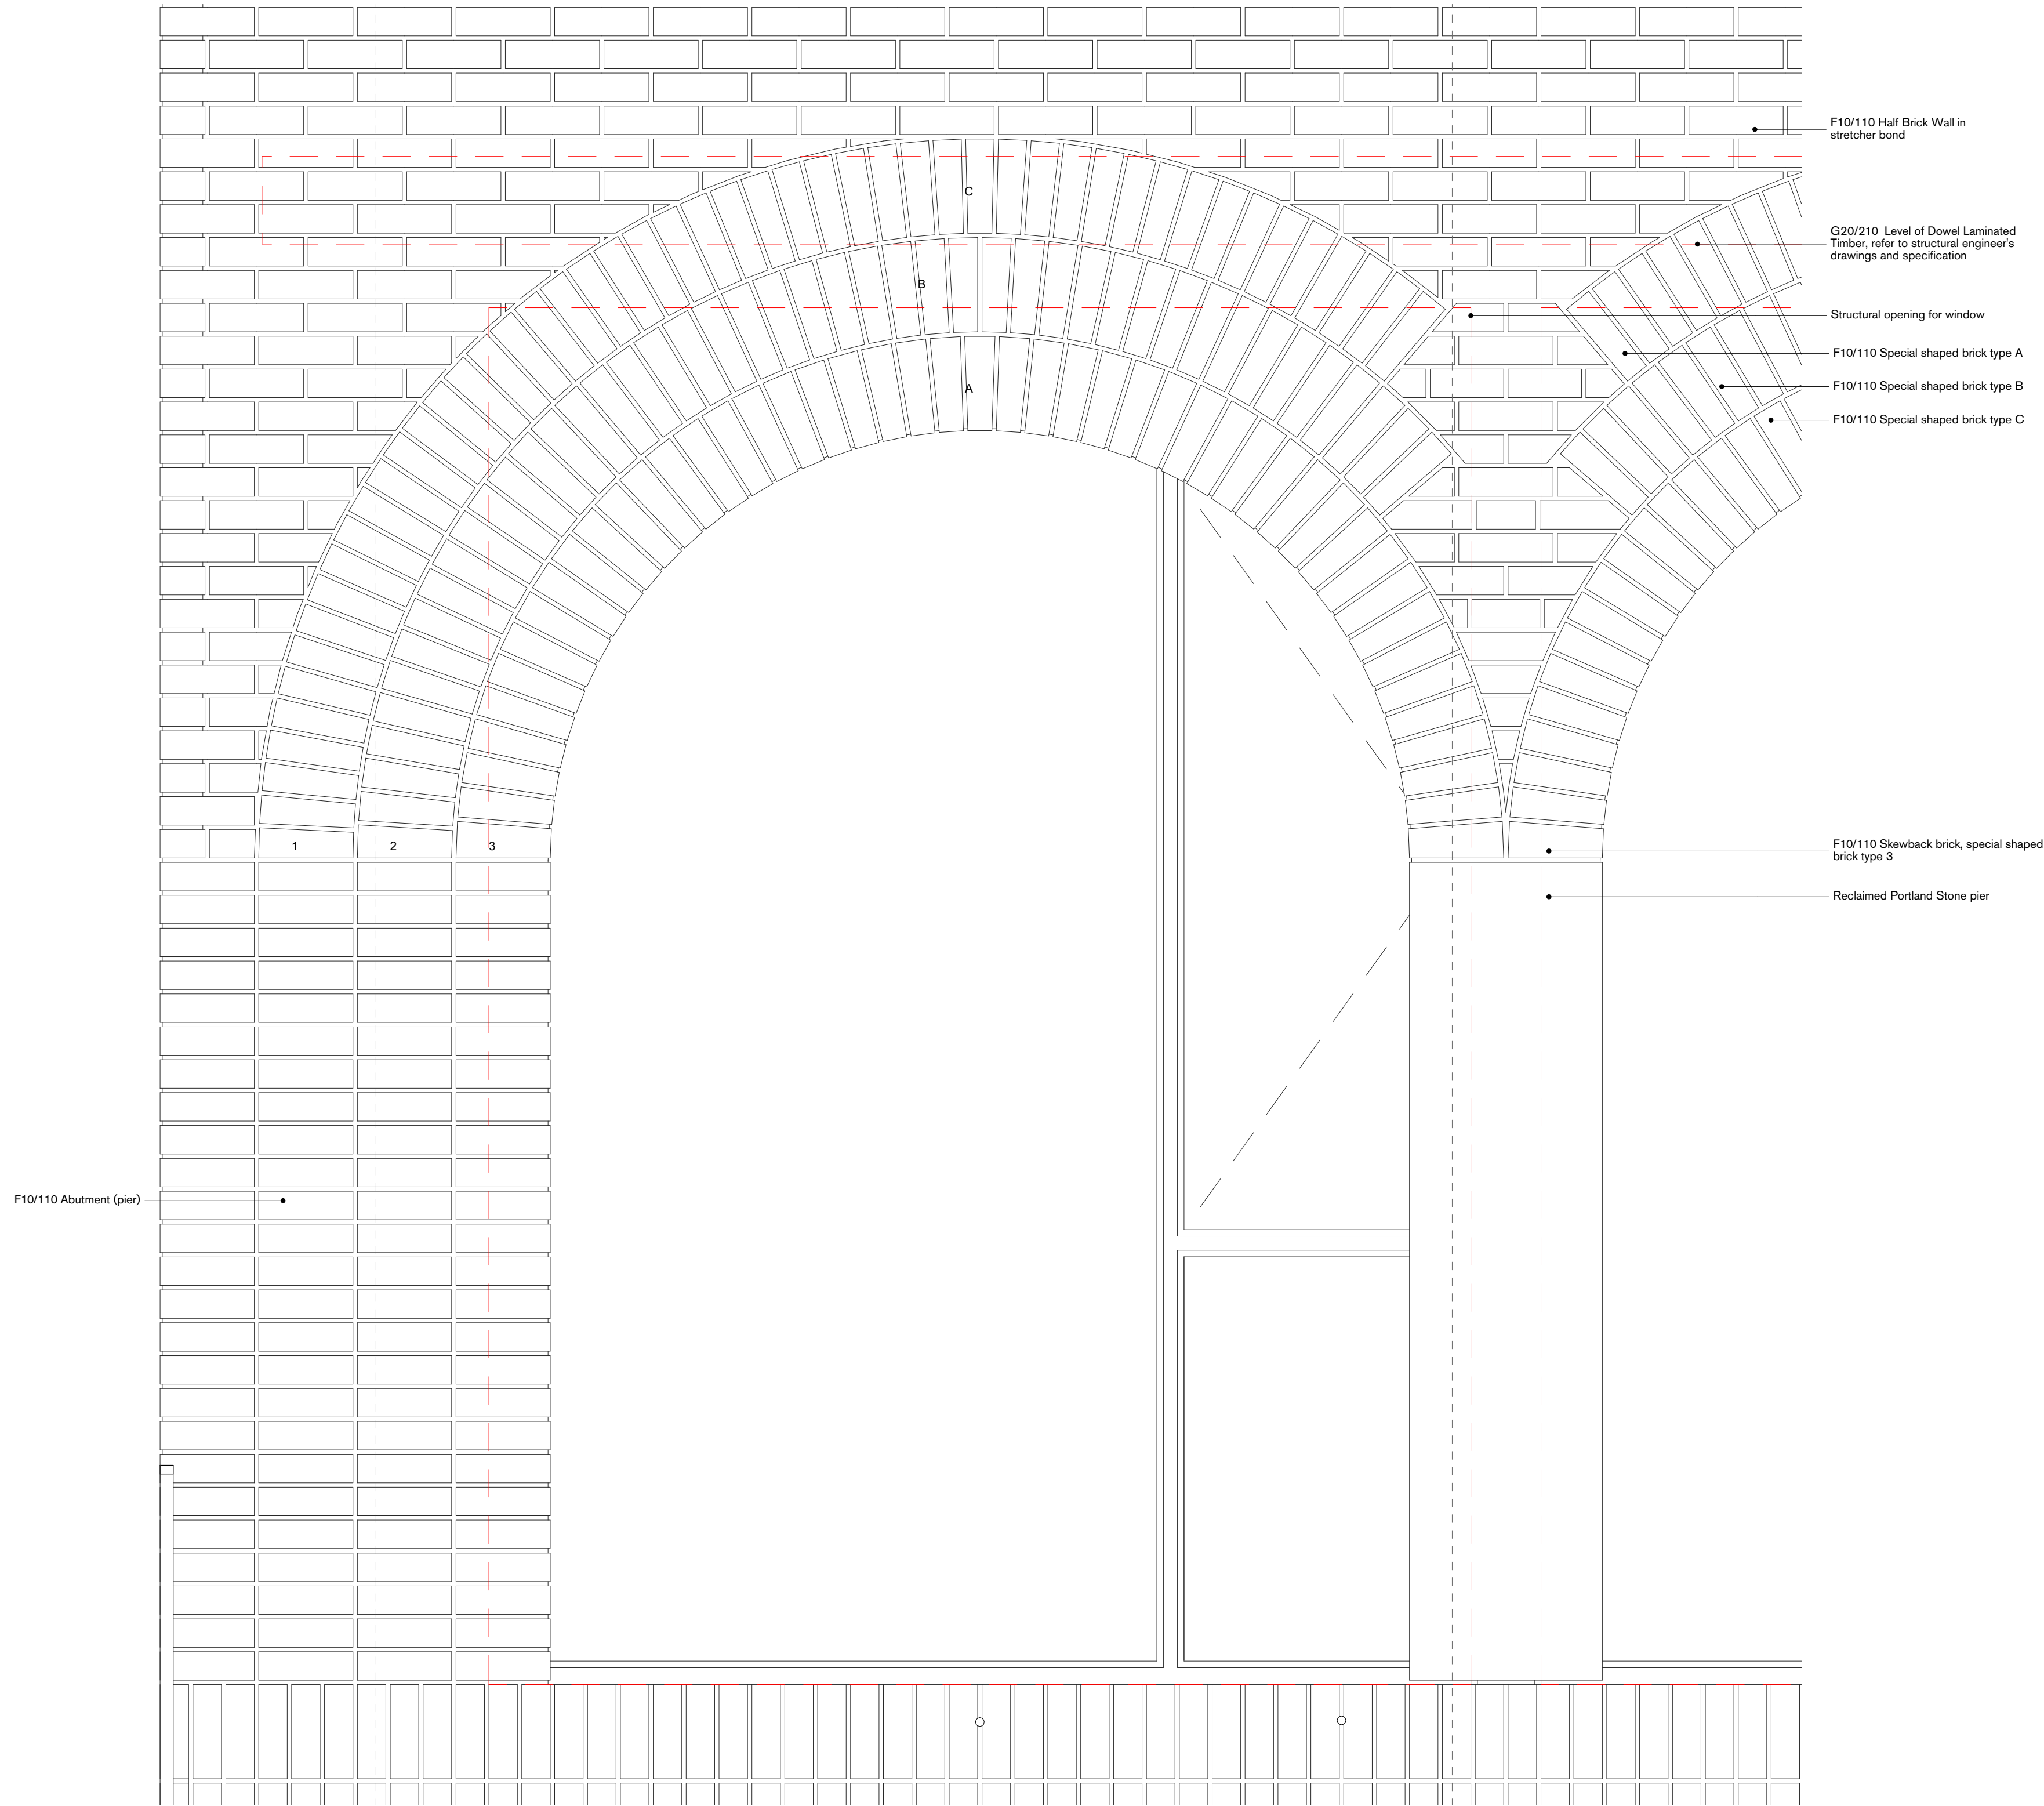 F10/110 Half Brick Wall in
stretcher bond
C
G20/210  Level of Dowel Laminated
Timber, refer to structural engineer's
drawings and specification
B
Structural opening for window
F10/110 Special shaped brick type A
F10/110 Special shaped brick type B
A
F10/110 Special shaped brick type C
1
2
3
F10/110 Skewback brick, special shaped
brick type 3
Reclaimed Portland Stone pier
F10/110 Abutment (pier)